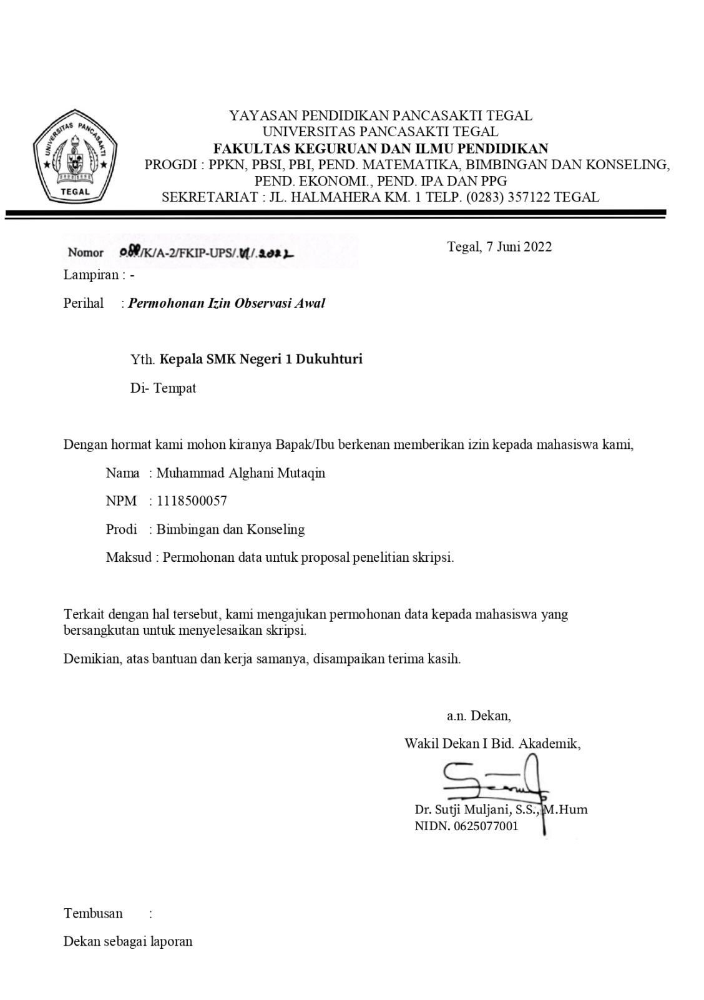 UNIVERSITAS PANCASAKTI
TEGAL
YAYASAN PENDIDIKAN PANCASAKTI TEGAL
UNIVERSITAS PANCASAKTI TEGAL
FAKULTAS KEGURUAN DAN ILMU PENDIDIKAN
PROGDI : PPKN, PBSI, PBI, PEND. MATEMATIKA, BIMBINGAN DAN KONSELING,
PEND. EKONOMI., PEND. IPA DAN PPG
SEKRETARIAT : JL. HALMAHERA KM. 1 TELP. (0283) 357122 TEGAL
Tegal, 7 Juni 2022
Nomor /K/A-2/FKIP-UPS/.VI/.2022
Lampiran : -
Perihal : Permohonan Izin Observasi Awal
Yth. Kepala SMK Negeri 1 Dukuhturi
Di- Tempat
Dengan hormat kami mohon kiranya Bapak/Ibu berkenan memberikan izin kepada mahasiswa kami,
Nama : Muhammad Alghani Mutaqin
NPM : 1118500057
Prodi : Bimbingan dan Konseling
Maksud : Permohonan data untuk proposal penelitian skripsi.
Terkait dengan hal tersebut, kami mengajukan permohonan data kepada mahasiswa yang
bersangkutan untuk menyelesaikan skripsi.
Demikian, atas bantuan dan kerja samanya, disampaikan terima kasih.
a.n. Dekan,
Wakil Dekan I Bid. Akademik,
Dr. Sutji Muljani, S.S., M.Hum
NIDN. 0625077001
Tembusan :
Dekan sebagai laporan